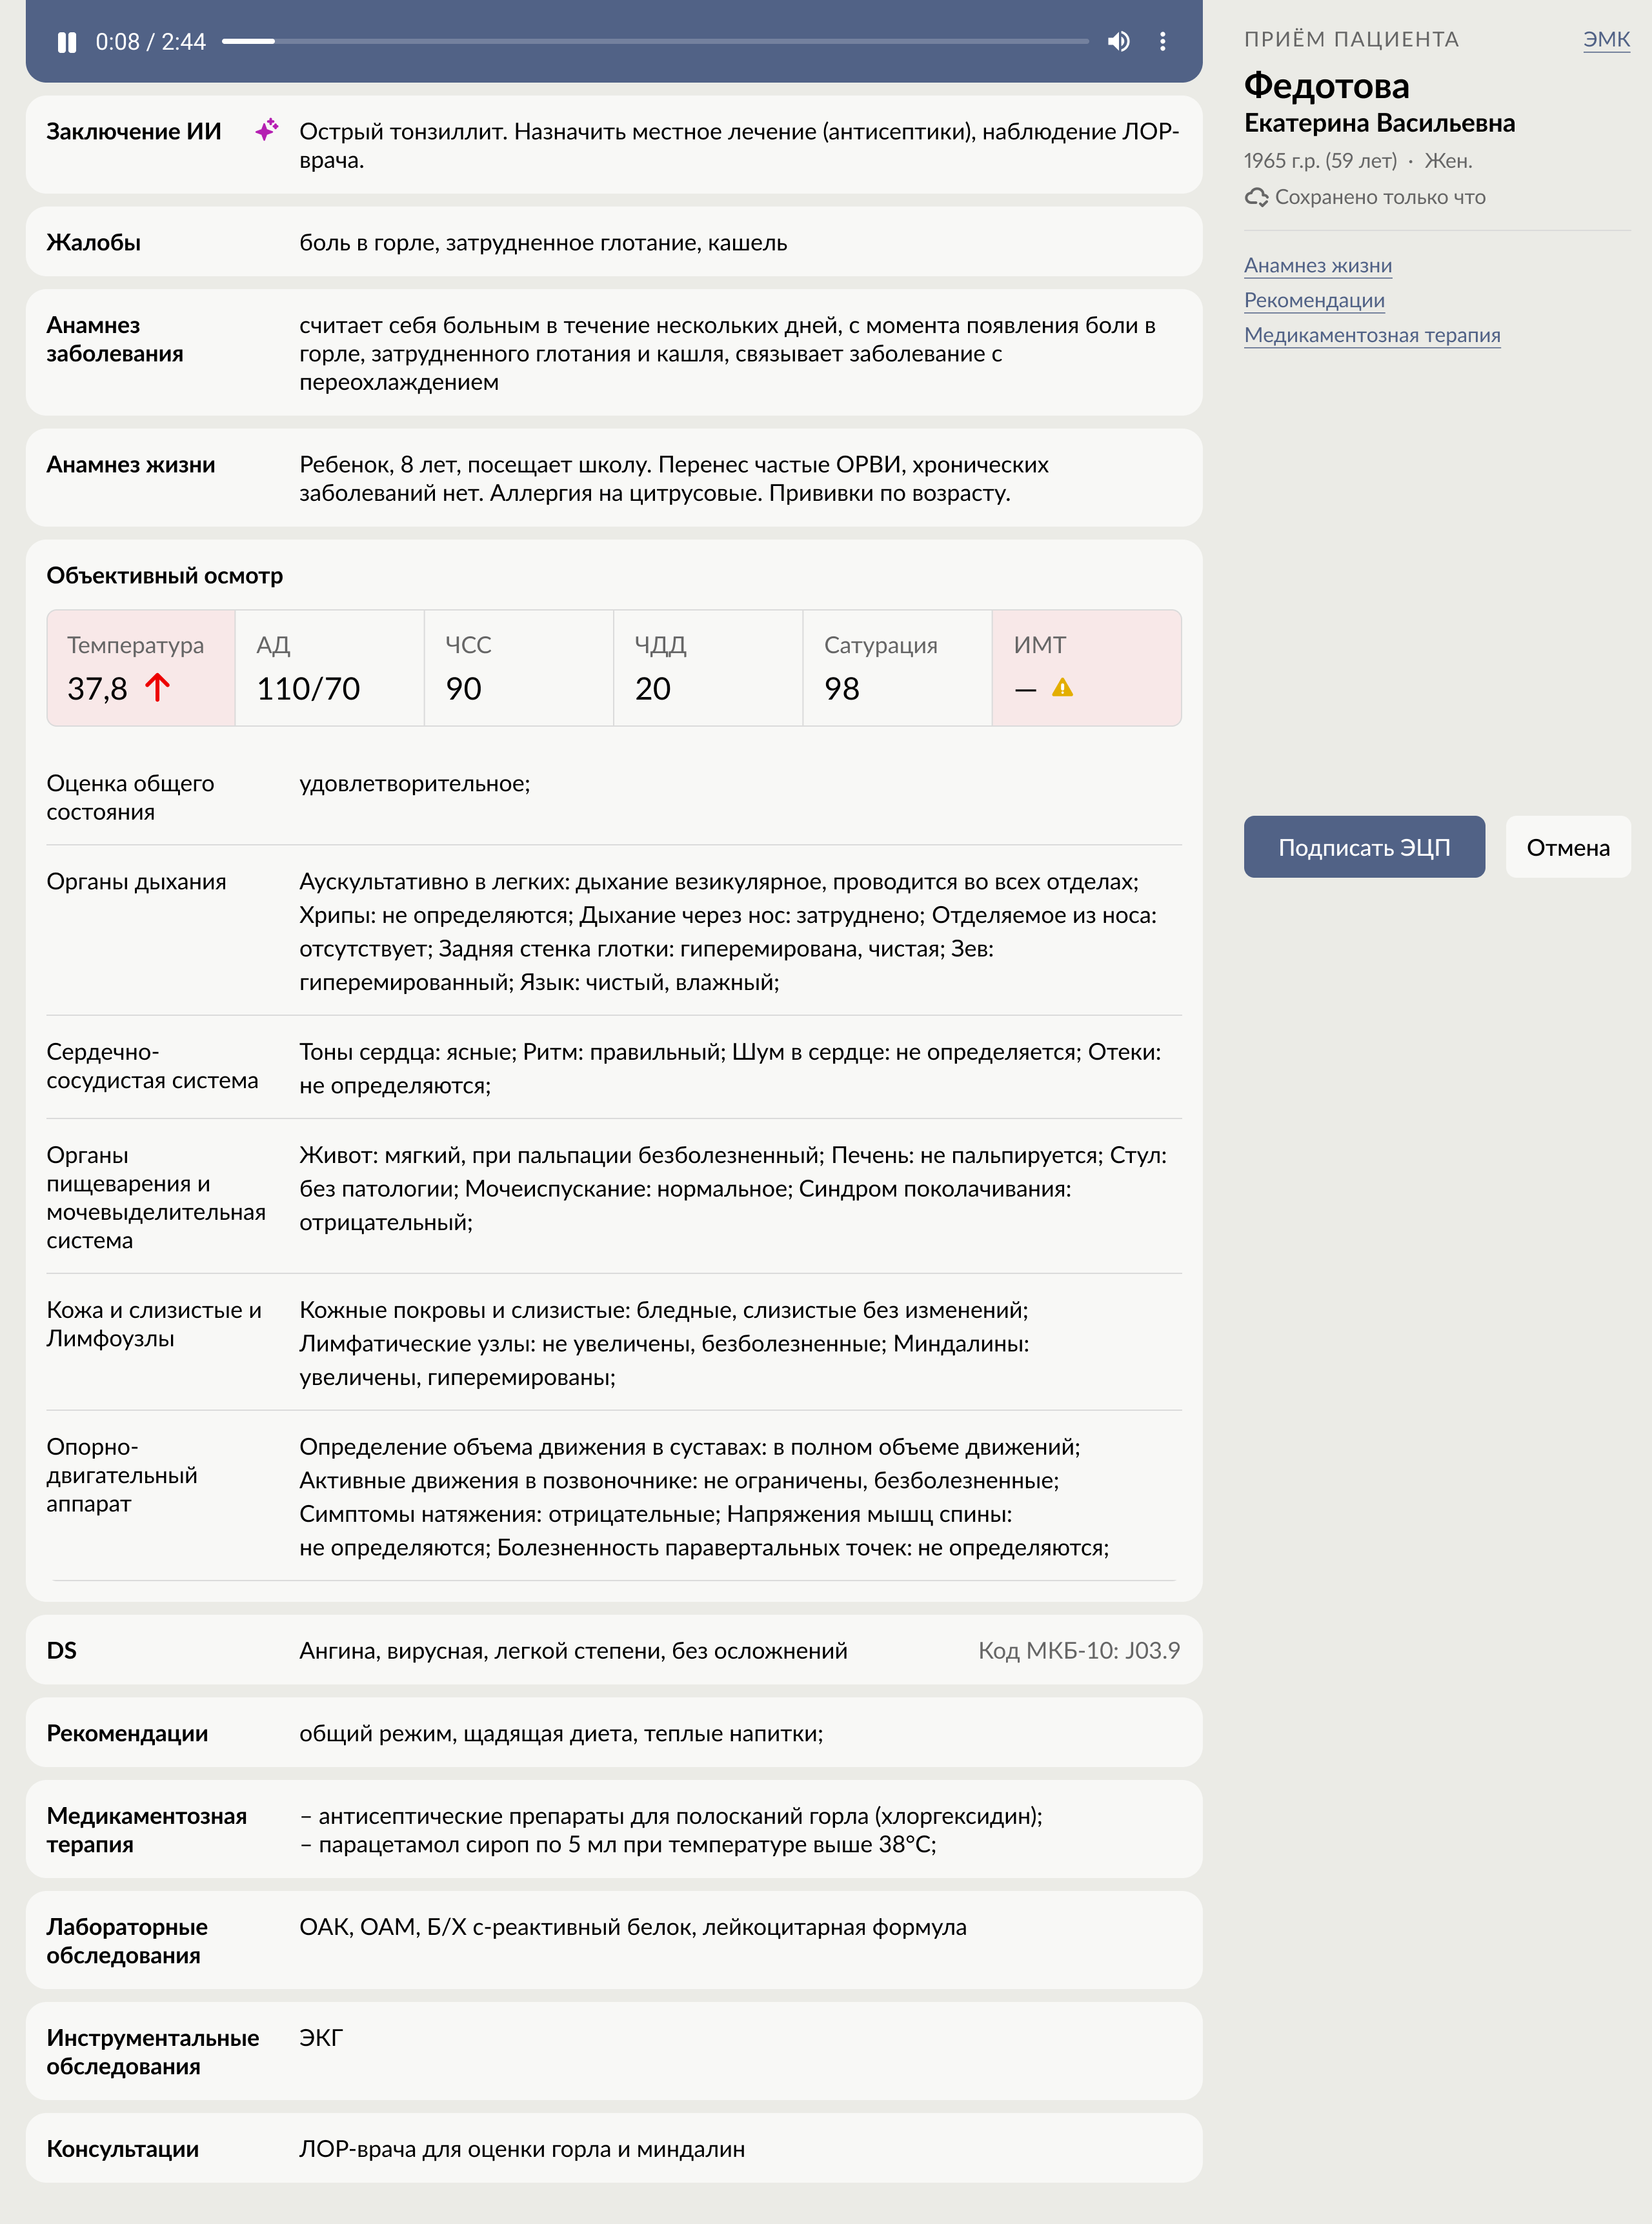 0:08 / 2:44
Заключение ИИ
Острый тонзиллит. Назначить местное лечение (антисептики), наблюдение ЛОР-
врача.
Жалобы
боль в горле, затрудненное глотание, кашель
Анамнез
заболевания
считает себя больным в течение нескольких дней, с момента появления боли в
горле, затрудненного глотания и кашля, связывает заболевание с
переохлаждением
Анамнез жизни
Ребенок, 8 лет, посещает школу. Перенес частые ОРВИ, хронических
заболеваний нет. Аллергия на цитрусовые. Прививки по возрасту.
Объективный осмотр
Температура
37,8
АД
110/70
ЧСС
90
ЧДД
20
Сатурация
98
ИМТ
—
Оценка общего
состояния
удовлетворительное;
Органы дыхания
Аускультативно в легких: дыхание везикулярное, проводится во всех отделах;
Хрипы: не определяются; Дыхание через нос: затруднено; Отделяемое из носа:
отсутствует; Задняя стенка глотки: гиперемирована, чистая; Зев:
гиперемированный; Язык: чистый, влажный;
Сердечно-
сосудистая система
Тоны сердца: ясные; Ритм: правильный; Шум в сердце: не определяется; Отеки:
не определяются;
Органы
пищеварения и
мочевыделительная
система
Живот: мягкий, при пальпации безболезненный; Печень: не пальпируется; Стул:
без патологии; Мочеиспускание: нормальное; Синдром поколачивания:
отрицательный;
Кожа и слизистые и
Лимфоузлы
Кожные покровы и слизистые: бледные, слизистые без изменений;
Лимфатические узлы: не увеличены, безболезненные; Миндалины:
увеличены, гиперемированы;
Опорно-
двигательный
аппарат
Определение объема движения в суставах: в полном объеме движений;
Активные движения в позвоночнике: не ограничены, безболезненные;
Симптомы натяжения: отрицательные; Напряжения мышц спины:
не определяются; Болезненность паравертальных точек: не определяются;
DS
Ангина, вирусная, легкой степени, без осложнений
Код МКБ-10: J03.9
Рекомендации
общий режим, щадящая диета, теплые напитки;
Медикаментозная
терапия
– антисептические препараты для полосканий горла (хлоргексидин);
– парацетамол сироп по 5 мл при температуре выше 38°C;
Лабораторные
обследования
ОАК, ОАМ, Б/Х с-реактивный белок, лейкоцитарная формула
Инструментальные
обследования
ЭКГ
Консультации
ЛОР-врача для оценки горла и миндалин
ПРИЁМ ПАЦИЕНТА
ЭМК
Федотова
Екатерина Васильевна
1965 г.р. (59 лет) · Жен.
Сохранено только что
Анамнез жизни
Рекомендации
Медикаментозная терапия
Подписать ЭЦП
Отмена